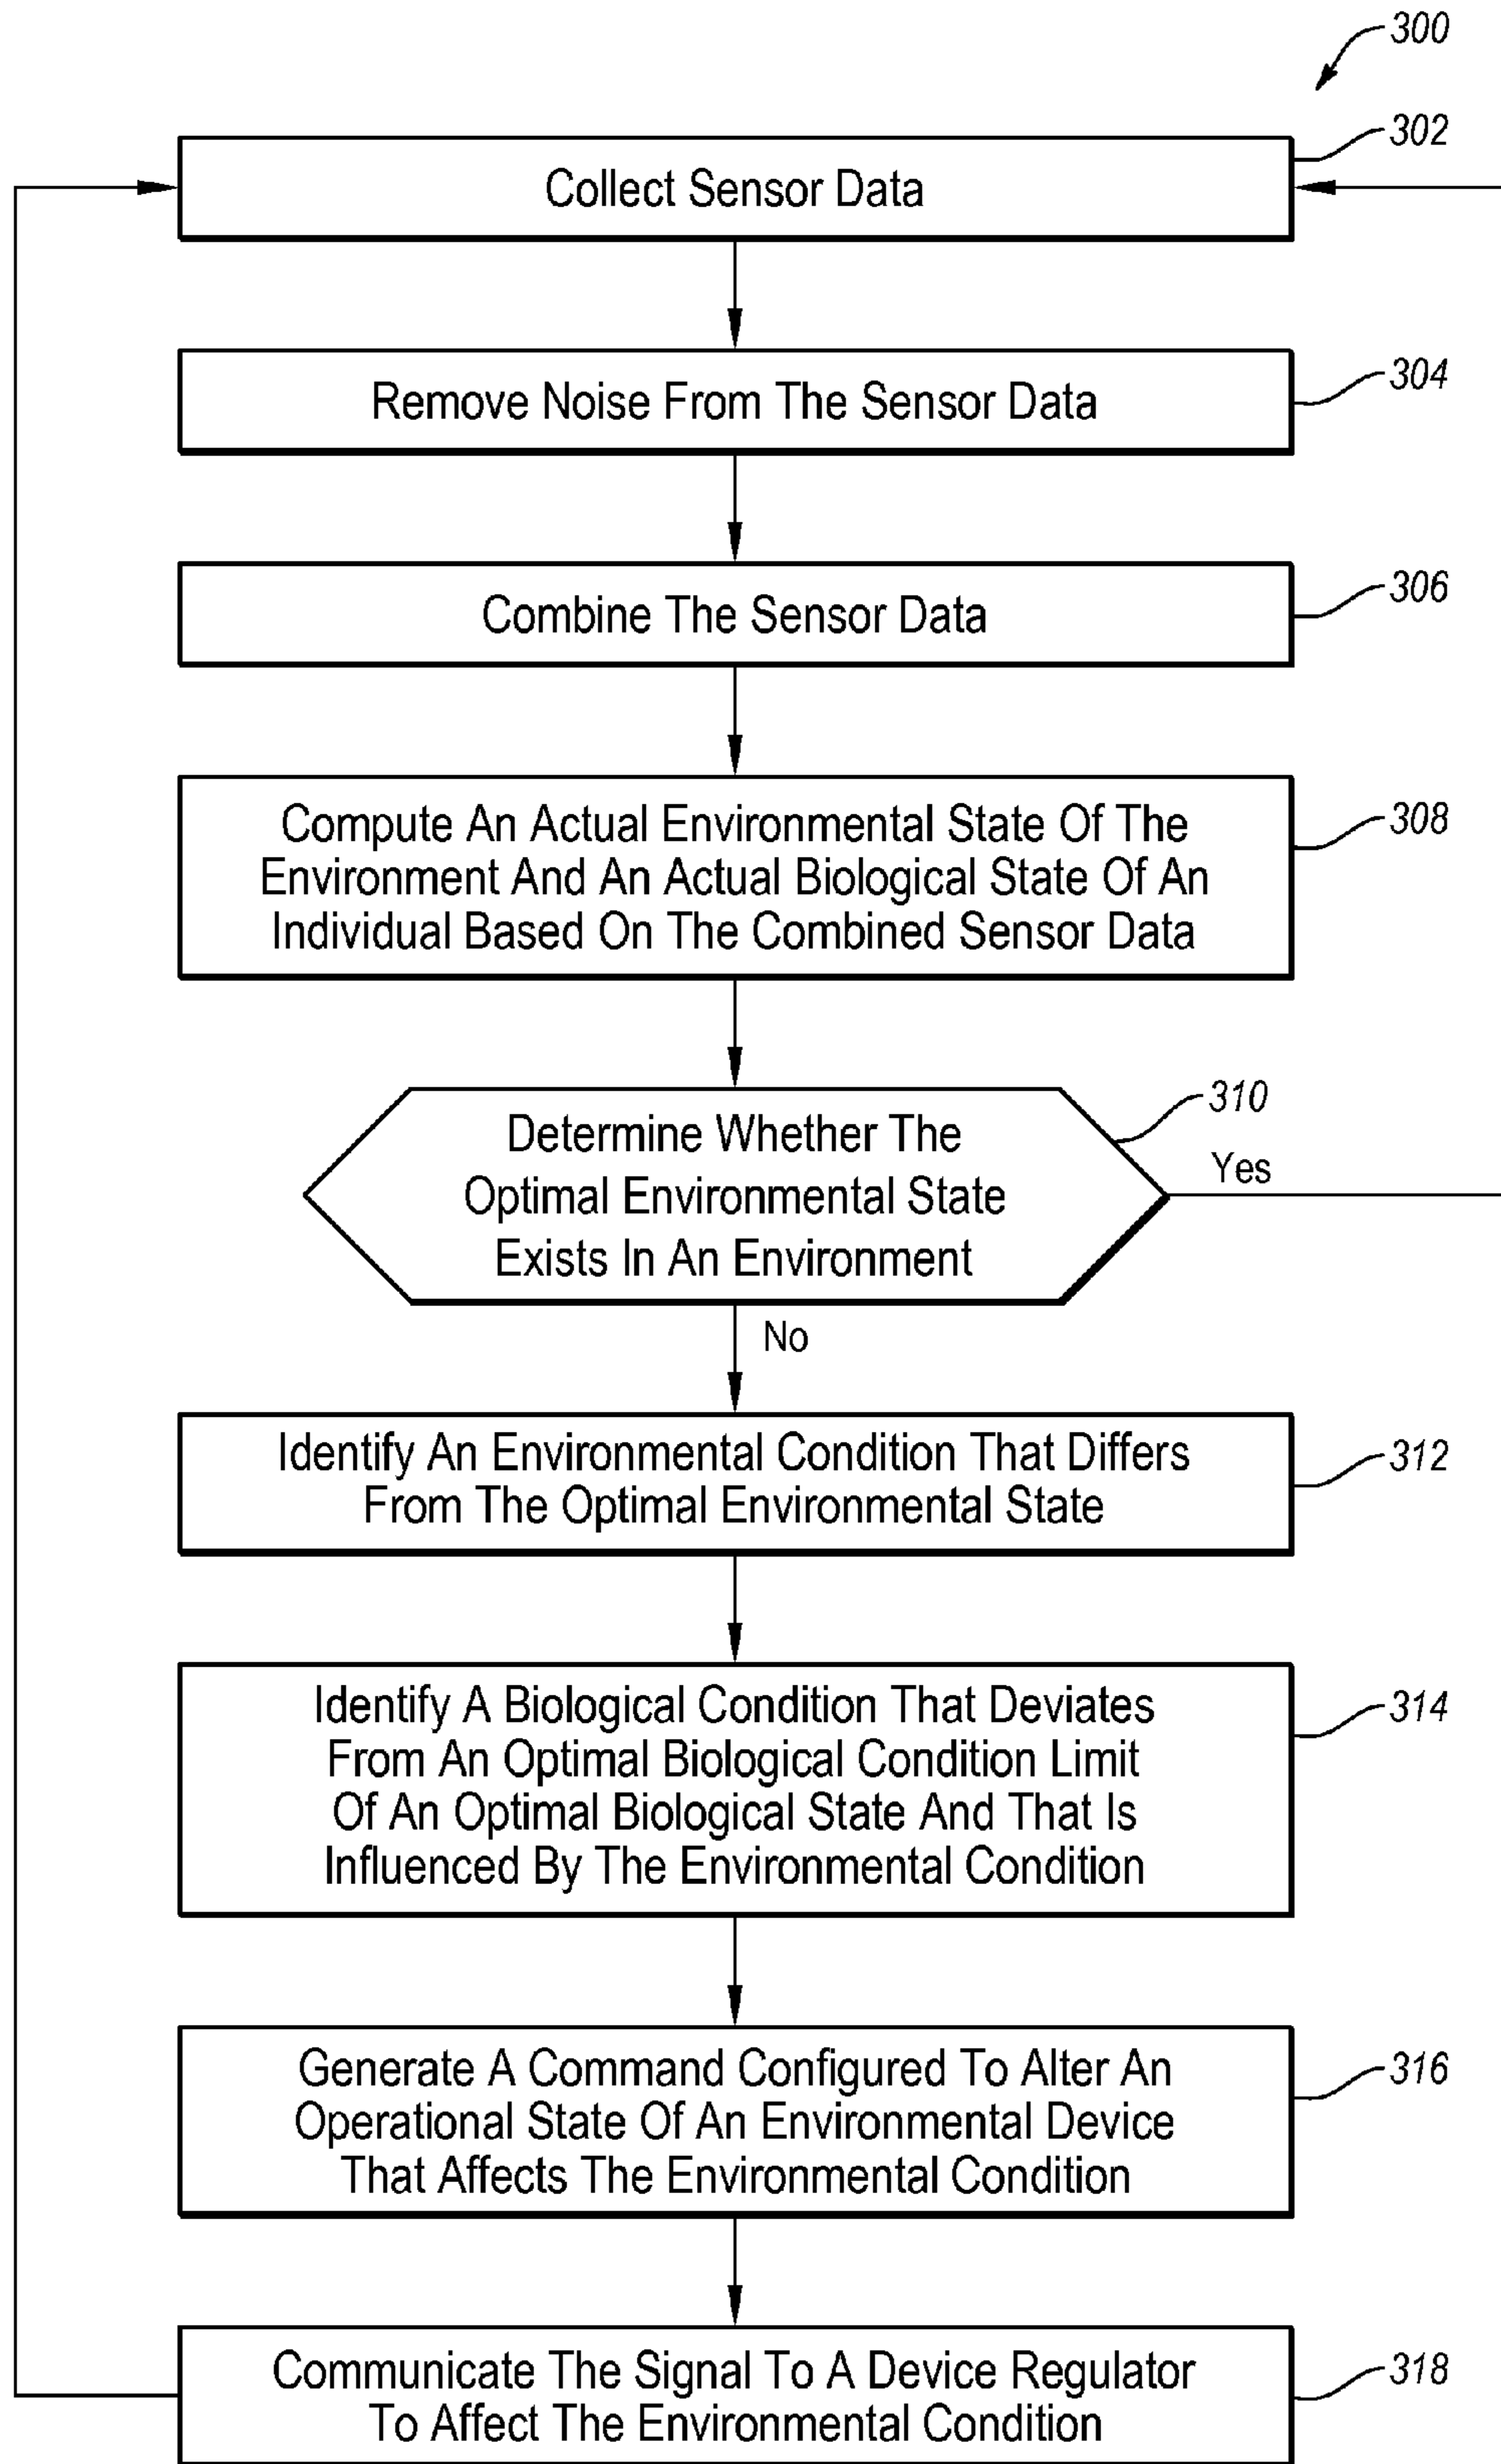 300
302
Collect Sensor Data
304
Remove Noise From The Sensor Data
306
Combine The Sensor Data
308
Compute An Actual Environmental State Of The
Environment And An Actual Biological State Of An
Individual Based On The Combined Sensor Data
310
Determine Whether The
Optimal Environmental State
Exists In An Environment
Yes
No
312
Identify An Environmental Condition That Differs
From The Optimal Environmental State
314
Identify A Biological Condition That Deviates
From An Optimal Biological Condition Limit
Of An Optimal Biological State And That Is
Influenced By The Environmental Condition
316
Generate A Command Configured To Alter An
Operational State Of An Environmental Device
That Affects The Environmental Condition
318
Communicate The Signal To A Device Regulator
To Affect The Environmental Condition